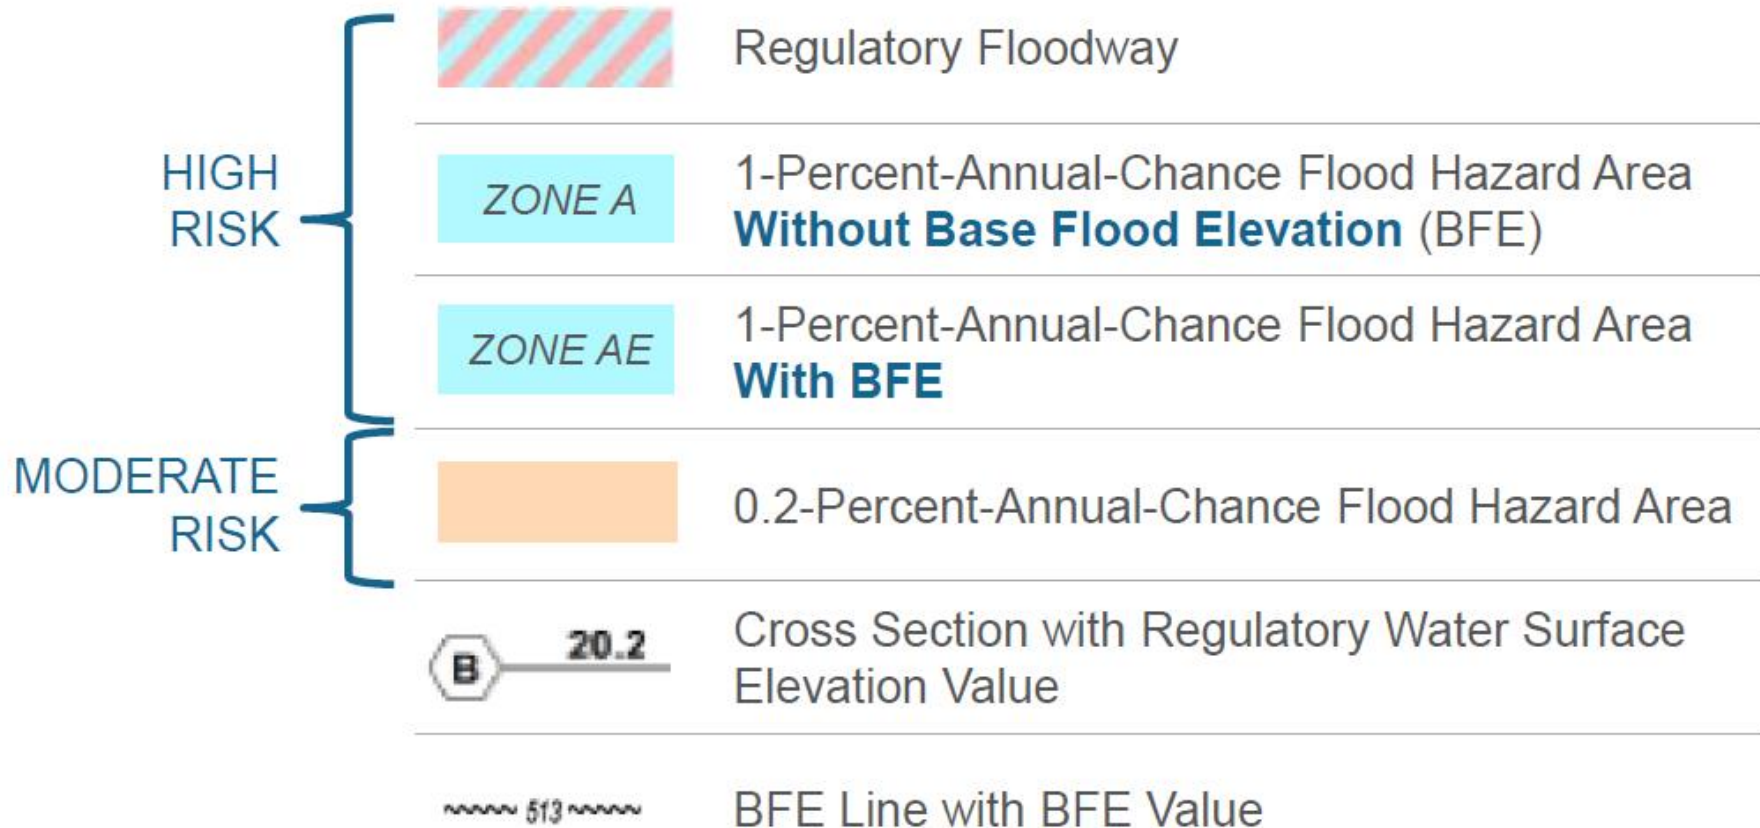 Regulatory Floodway
HIGH
RISK
ZONE A
1-Percent-Annual-Chance Flood Hazard Area
Without Base Flood Elevation (BFE)
ZONE AE
1-Percent-Annual-Chance Flood Hazard Area
With BFE
MODERATE
RISK
0.2-Percent-Annual-Chance Flood Hazard Area
B
20.2
Cross Section with Regulatory Water Surface
Elevation Value
513
BFE Line with BFE Value